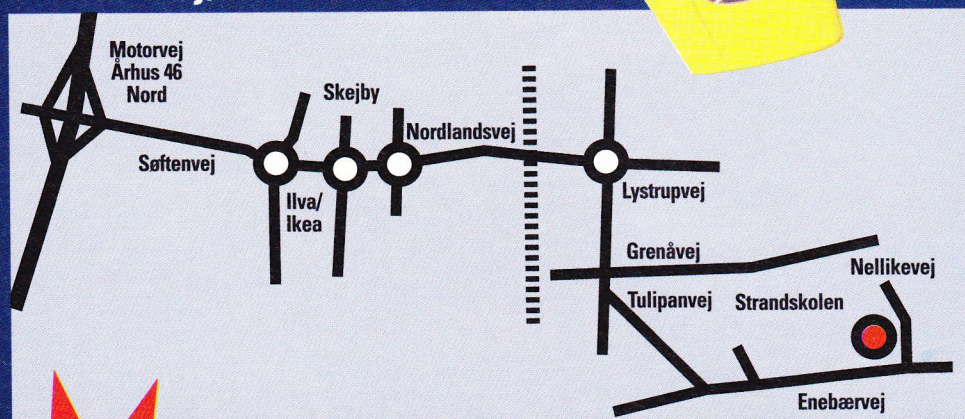 Motorvej
Århus 46
Nord
Skejby
Nordlandsvej
Søftenvej
Ilva/
Ikea
Lystrupvej
Grenåvej
Nellikevej
Tulipanvej
Strandskolen
Enebærvej